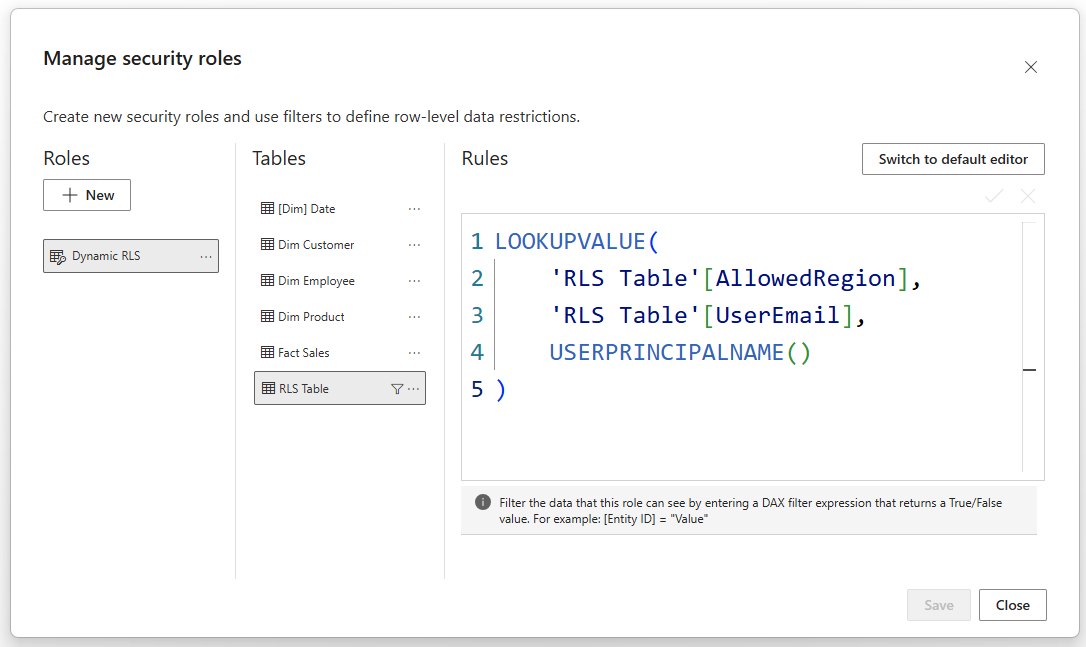 Manage security roles
Create new security roles and use filters to define row-level data restrictions.
Roles
New
Dynamic RLS
Tables
[Dim] Date
Dim Customer
Dim Employee
Dim Product
Fact Sales
RLS Table
Rules
Switch to default editor
1 LOOKUPVALUE(
2 'RLS Table'[AllowedRegion],
3 'RLS Table'[UserEmail],
4 USERPRINCIPALNAME()
5 )
Filter the data that this role can see by entering a DAX filter expression that returns a True/False
value. For example: [Entity ID] = "Value"
Save
Close